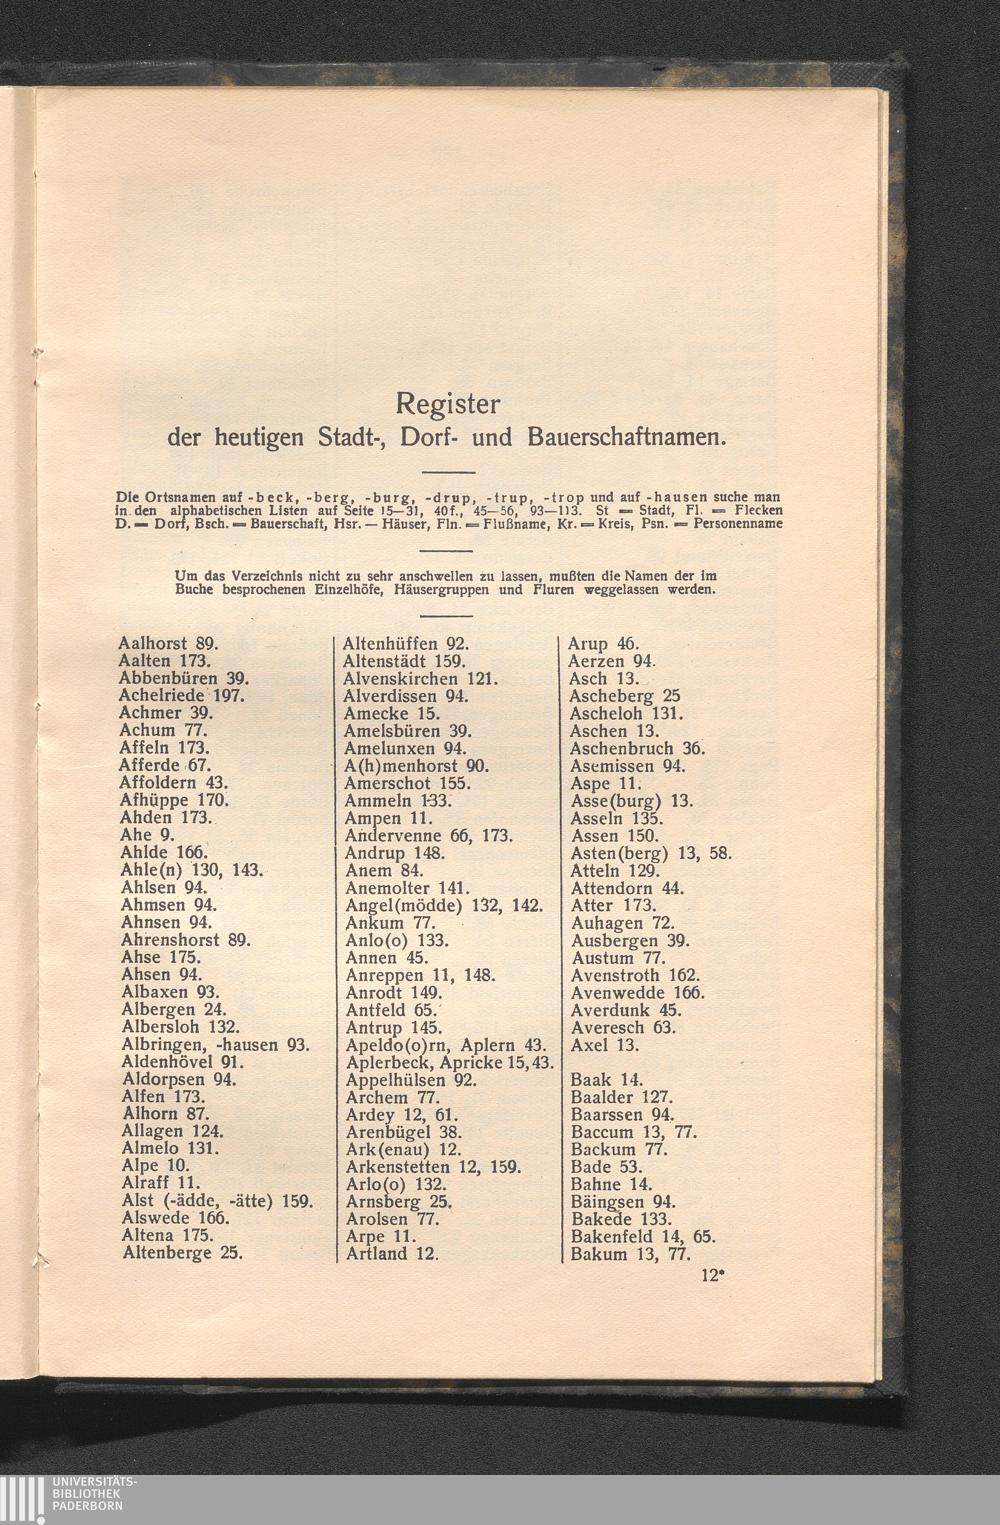 Register
der heutigen Stadt-, Dorf- und Bauerschaftnamen.
Die Ortsnamen auf -beck, -berg, -burg, -drup, -trup, -trop und auf -hausen suche man
in den alphabetischen Listen auf Seite 15—31, 40f., 45—56, 93—113. St = Stadt, Fl. = Flecken
D. = Dorf, Bsch. = Bauerschaft, Hsr. — Häuser, Fln. = Flußname, Kr. = Kreis, Psn. = Personenname
Um das Verzeichnis nicht zu sehr anschwellen zu lassen, mußten die Namen der im
Buche besprochenen Einzelhöfe, Häusergruppen und Fluren weggelassen werden.
Aalhorst 89.
Aalten 173.
Abbenbüren 39.
Achelriede 197.
Achmer 39.
Achum 77.
Affeln 173.
Afferde 67.
Affoldern 43.
Afhüppe 170.
Ahden 173.
Ahe 9.
Ahlde 166.
Ahle(n) 130, 143.
Ahlsen 94.
Ahmsen 94.
Ahnsen 94.
Ahrenshorst 89.
Ahse 175.
Ahsen 94.
Albaxen 93.
Albergen 24.
Albersloh 132.
Albringen, -hausen 93.
Aldenhövel 91.
Aldorpsen 94.
Alfen 173.
Alhorn 87.
Allagen 124.
Almelo 131.
Alpe 10.
Alraff 11.
Alst (-ädde, -ätte) 159.
Alswede 166.
Altena 175.
Altenberge 25.
Altenhüffen 92.
Altenstädt 159.
Alvenskirchen 121.
Alverdissen 94.
Amecke 15.
Amelsbüren 39.
Amelunxen 94.
A(h)menhorst 90.
Amerschot 155.
Ammeln 133.
Ampen 11.
Andervenne 66, 173.
Andrup 148.
Anem 84.
Anemolter 141.
Angel(mödde) 132, 142.
Ankum 77.
Anlo(o) 133.
Annen 45.
Anreppen 11, 148.
Anrodt 149.
Antfeld 65.
Antrup 145.
Apeldo(o)rn, Aplern 43.
Aplerbeck, Apricke 15, 43.
Appelhülsen 92.
Archem 77.
Ardey 12, 61.
Arenbügel 38.
Ark(enau) 12.
Arkenstetten 12, 159.
Arlo(o) 132.
Arnsberg 25.
Arolsen 77.
Arpe 11.
Artland 12.
Arup 46.
Aerzen 94.
Asch 13.
Ascheberg 25
Ascheloh 131.
Aschen 13.
Aschenbruch 36.
Asemissen 94.
Aspe 11.
Asse(burg) 13.
Asseln 135.
Assen 150.
Asten(berg) 13, 58.
Atteln 129.
Attendorn 44.
Atter 173.
Auhagen 72.
Ausbergen 39.
Austum 77.
Avenstroth 162.
Avenwedde 166.
Averdunk 45.
Averesch 63.
Axel 13.
Baak 14.
Baalder 127.
Baarssen 94.
Baccum 13, 77.
Backum 77.
Bade 53.
Bahne 14.
Bäingsen 94.
Bakede 133.
Bakenfeld 14, 65.
Bakum 13, 77.
12*
UNIVERSITÄTS-
BIBLIOTHEK
PADERBORN